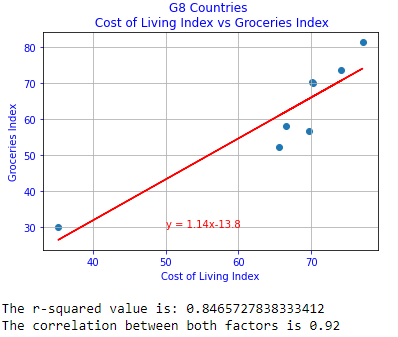 G8 Countries
Cost of Living Index vs Groceries Index
80
70
60
50
40
30
Groceries Index
y = 1.14x-13.8
40 50 60 70
Cost of Living Index
The r-squared value is: 0.8465727838333412
The correlation between both factors is 0.92